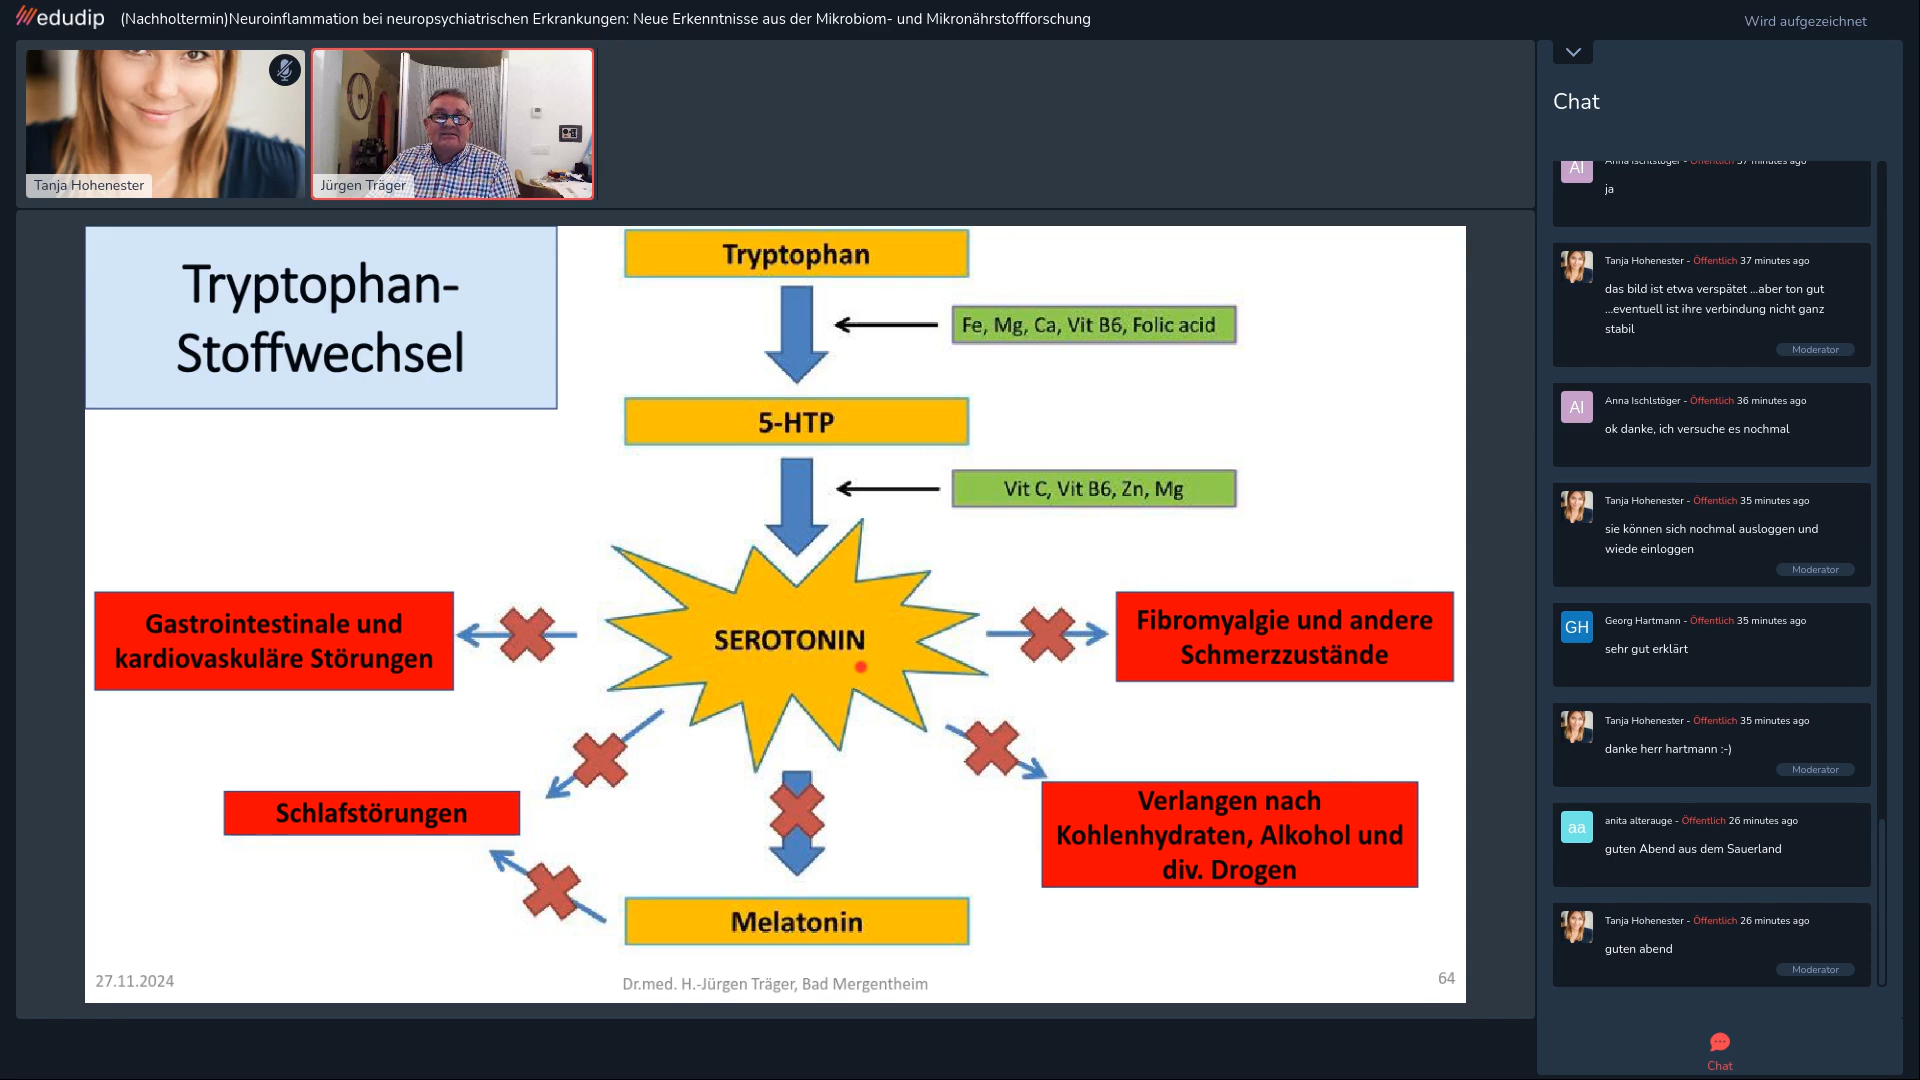 edudip
(Nachholtermin)Neuroinflammation bei neuropsychiatrischen Erkrankungen: Neue Erkenntnisse aus der Mikrobiom- und Mikronährstoffforschung
Wird aufgezeichnet
Tanja Hohenester
Jürgen Träger
Tryptophan-
Stoffwechsel
Tryptophan
Fe, Mg, Ca, Vit B6, Folic acid
5-HTP
Vit C, Vit B6, Zn, Mg
SEROTONIN
Gastrointestinale und
kardiovaskuläre Störungen
Fibromyalgie und andere
Schmerzzustände
Schlafstörungen
Verlangen nach
Kohlenhydraten, Alkohol und
div. Drogen
Melatonin
27.11.2024
Dr.med. H.-Jürgen Träger, Bad Mergentheim
64
Chat
AI
Anna Ischlstöger - Öffentlich 37 minutes ago
ja
Tanja Hohenester - Öffentlich 37 minutes ago
das bild ist etwa verspätet ...aber ton gut
...eventuell ist ihre verbindung nicht ganz
stabil
Moderator
AI
Anna Ischlstöger - Öffentlich 36 minutes ago
ok danke, ich versuche es nochmal
Tanja Hohenester - Öffentlich 35 minutes ago
sie können sich nochmal ausloggen und
wiede einloggen
Moderator
GH
Georg Hartmann - Öffentlich 35 minutes ago
sehr gut erklärt
Tanja Hohenester - Öffentlich 35 minutes ago
danke herr hartmann :-)
Moderator
aa
anita alterauge - Öffentlich 26 minutes ago
guten Abend aus dem Sauerland
Tanja Hohenester - Öffentlich 26 minutes ago
guten abend
Moderator
Chat